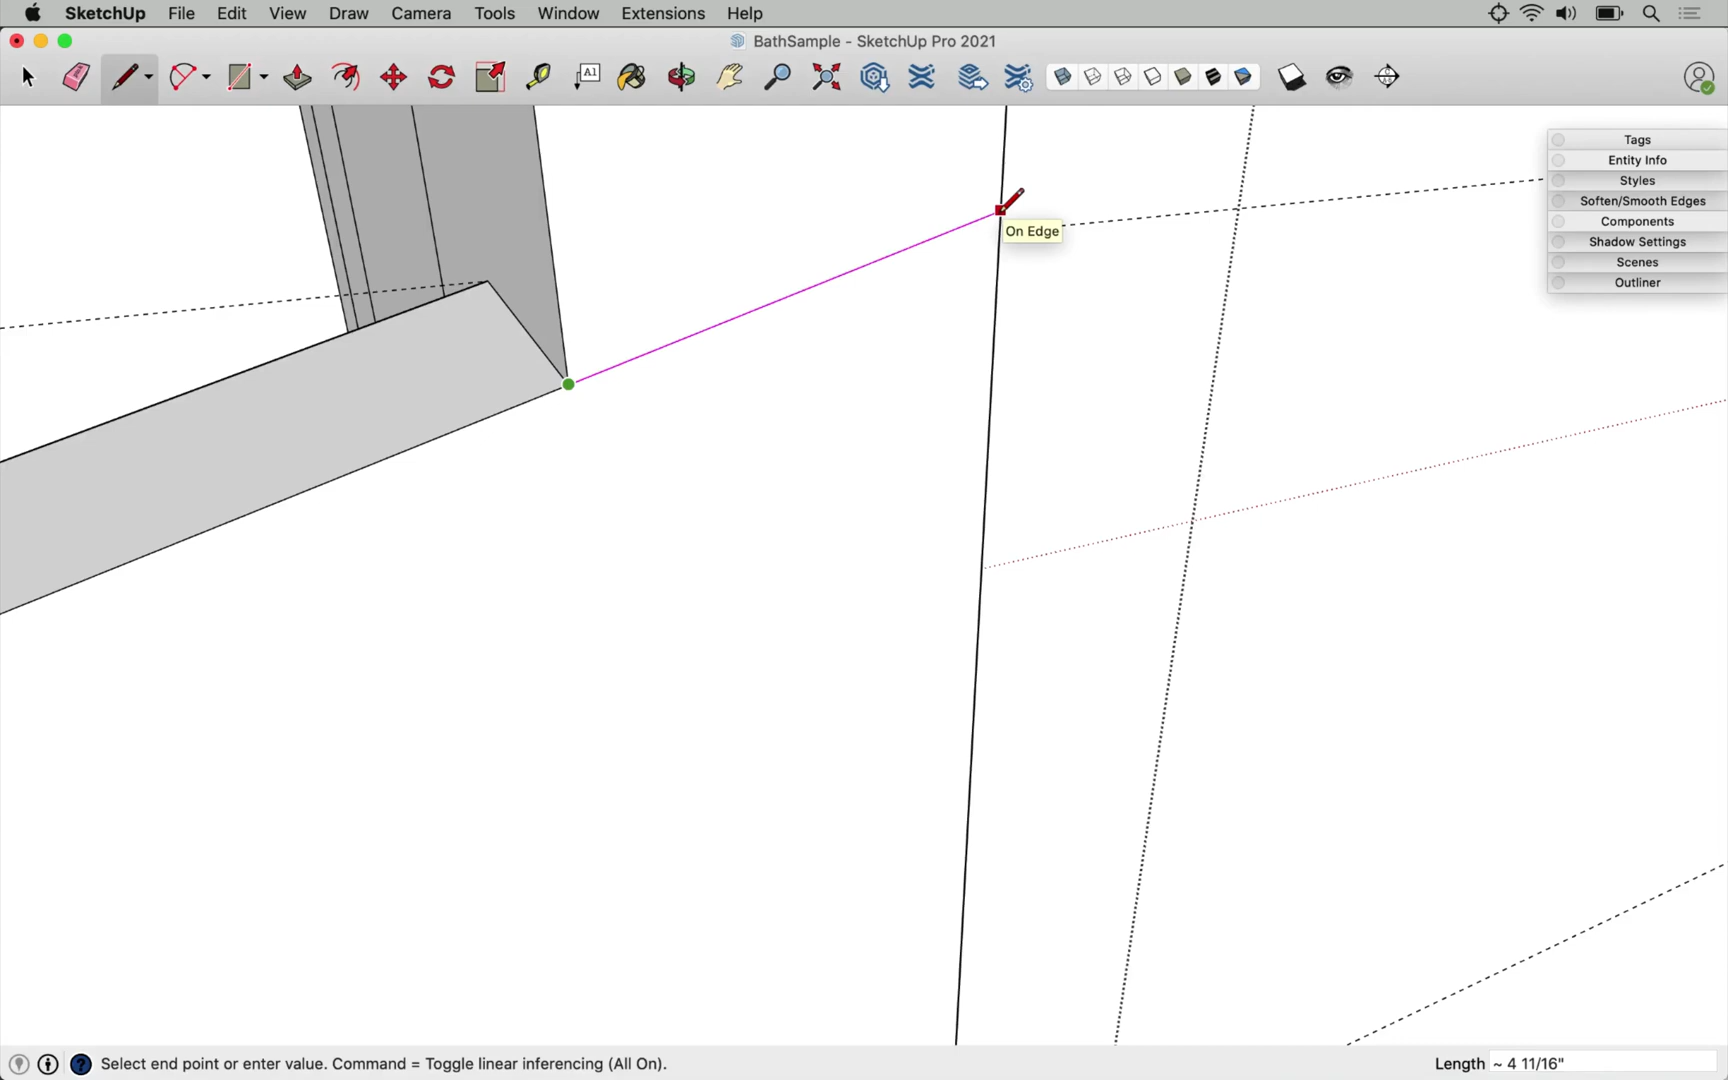 SketchUp File Edit View Draw Camera Tools Window Extensions Help
BathSample - SketchUp Pro 2021
A1
Tags
Entity Info
Styles
Soften/Smooth Edges
Components
Shadow Settings
Scenes
Outliner
On Edge
Select end point or enter value. Command = Toggle linear inferencing (All On).
Length ~ 4 11/16"